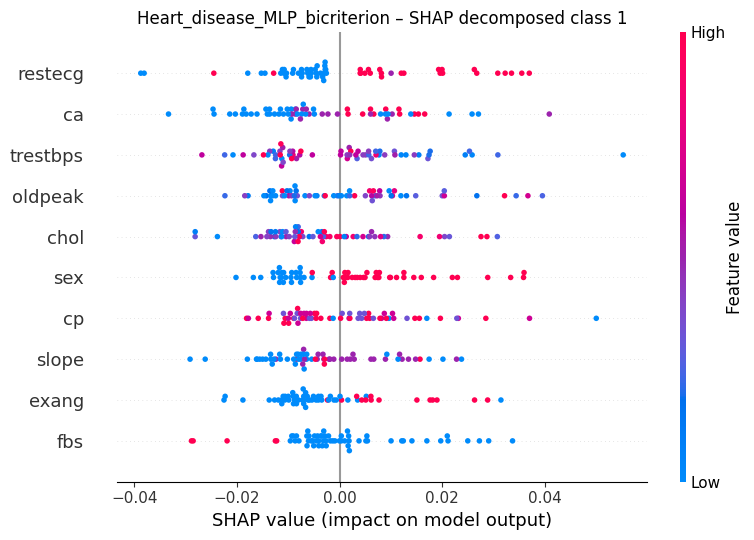 Heart_disease_MLP_bicriterion – SHAP decomposed class 1
High
restecg
ca
trestbps
oldpeak
chol
sex
cp
slope
exang
fbs
Feature value
Low
−0.04 −0.02 0.00 0.02 0.04
SHAP value (impact on model output)